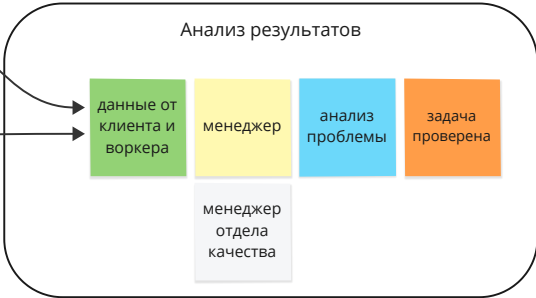 Анализ результатов
данные от
клиента и
воркера
менеджер
анализ
проблемы
задача
проверена
менеджер
отдела
качества